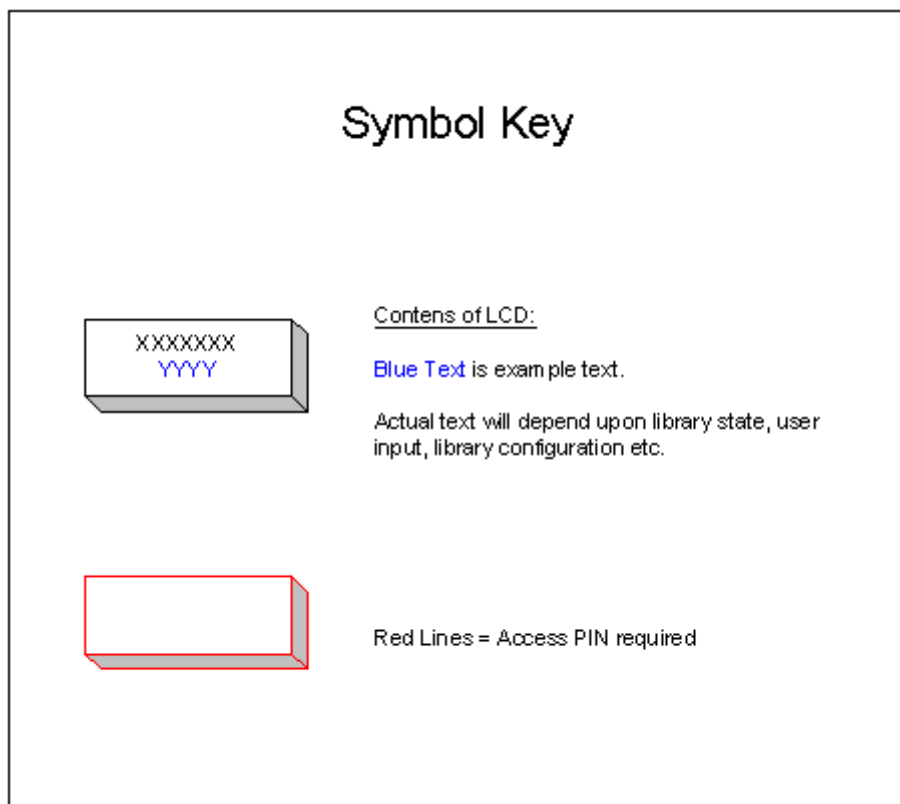 Symbol Key
XXXXXXX
YYYY
Contens of LCD:
Blue Text is example text.
Actual text will depend upon library state, user
input, library configuration etc.
Red Lines = Access PIN required